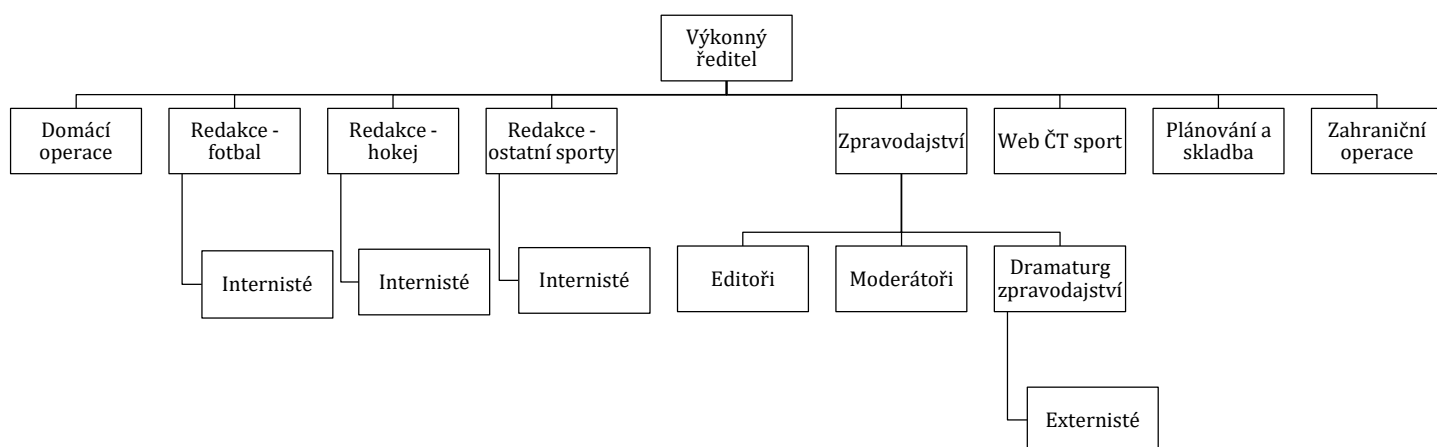 Výkonný
ředitel
Domácí
operace
Redakce -
fotbal
Redakce -
hokej
Redakce -
ostatní sporty
Zpravodajství
Web ČT sport
Plánování a
skladba
Zahraniční
operace
Internisté
Internisté
Internisté
Editoři
Moderátoři
Dramaturg
zpravodajství
Externisté